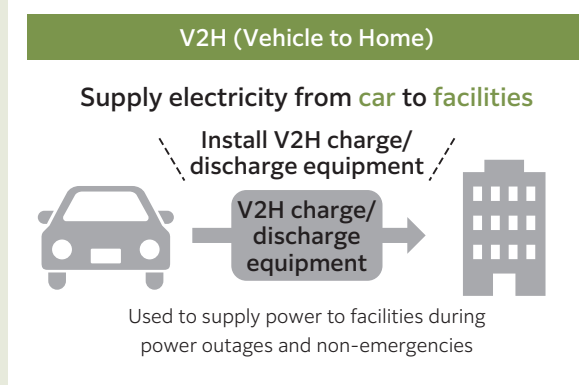 V2H (Vehicle to Home)
Supply electricity from car to facilities
Install V2H charge/
discharge equipment
V2H charge/
discharge
equipment
Used to supply power to facilities during
power outages and non-emergencies